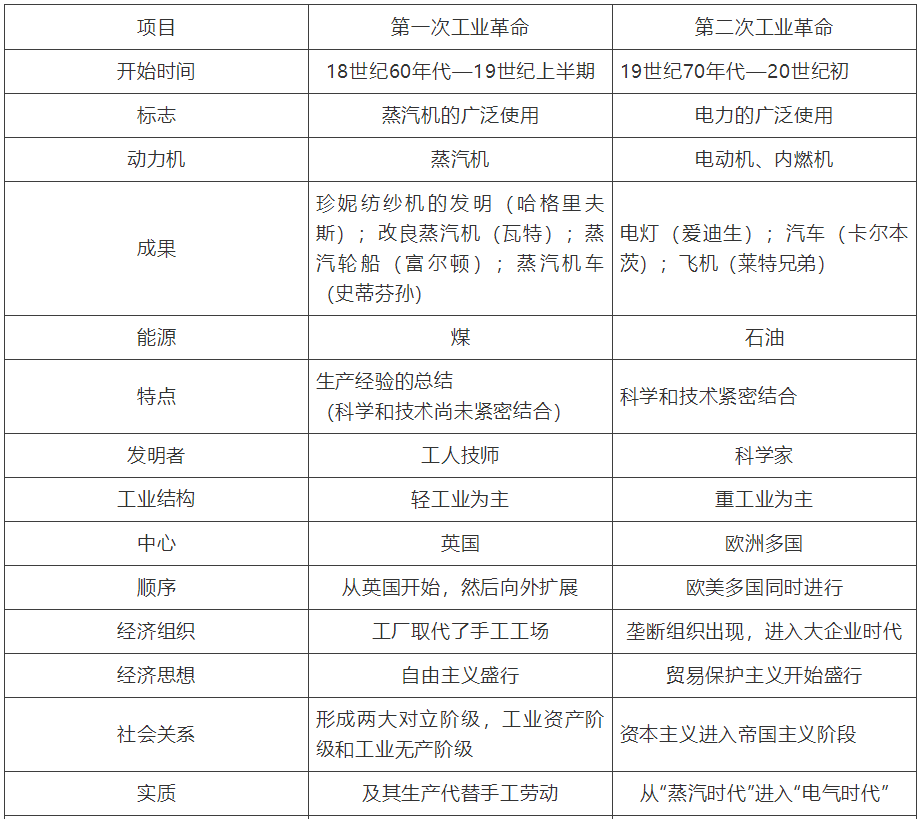 项目 第一次工业革命 第二次工业革命
开始时间 18世纪60年代—19世纪上半期 19世纪70年代—20世纪初
标志 蒸汽机的广泛使用 电力的广泛使用
动力机 蒸汽机 电动机、内燃机
成果
珍妮纺纱机的发明（哈格里夫
斯）；改良蒸汽机（瓦特）；蒸
汽轮船（富尔顿）；蒸汽机车
（史蒂芬孙）
电灯（爱迪生）；汽车（卡尔本
茨）；飞机（莱特兄弟）
能源 煤 石油
特点
生产经验的总结
（科学和技术尚未紧密结合）
科学和技术紧密结合
发明者 工人技师 科学家
工业结构 轻工业为主 重工业为主
中心 英国 欧洲多国
顺序 从英国开始，然后向外扩展 欧美多国同时进行
经济组织 工厂取代了手工工场 垄断组织出现，进入大企业时代
经济思想 自由主义盛行 贸易保护主义开始盛行
社会关系
形成两大对立阶级，工业资产阶
级和工业无产阶级
资本主义进入帝国主义阶段
实质 及其生产代替手工劳动 从“蒸汽时代”进入“电气时代”